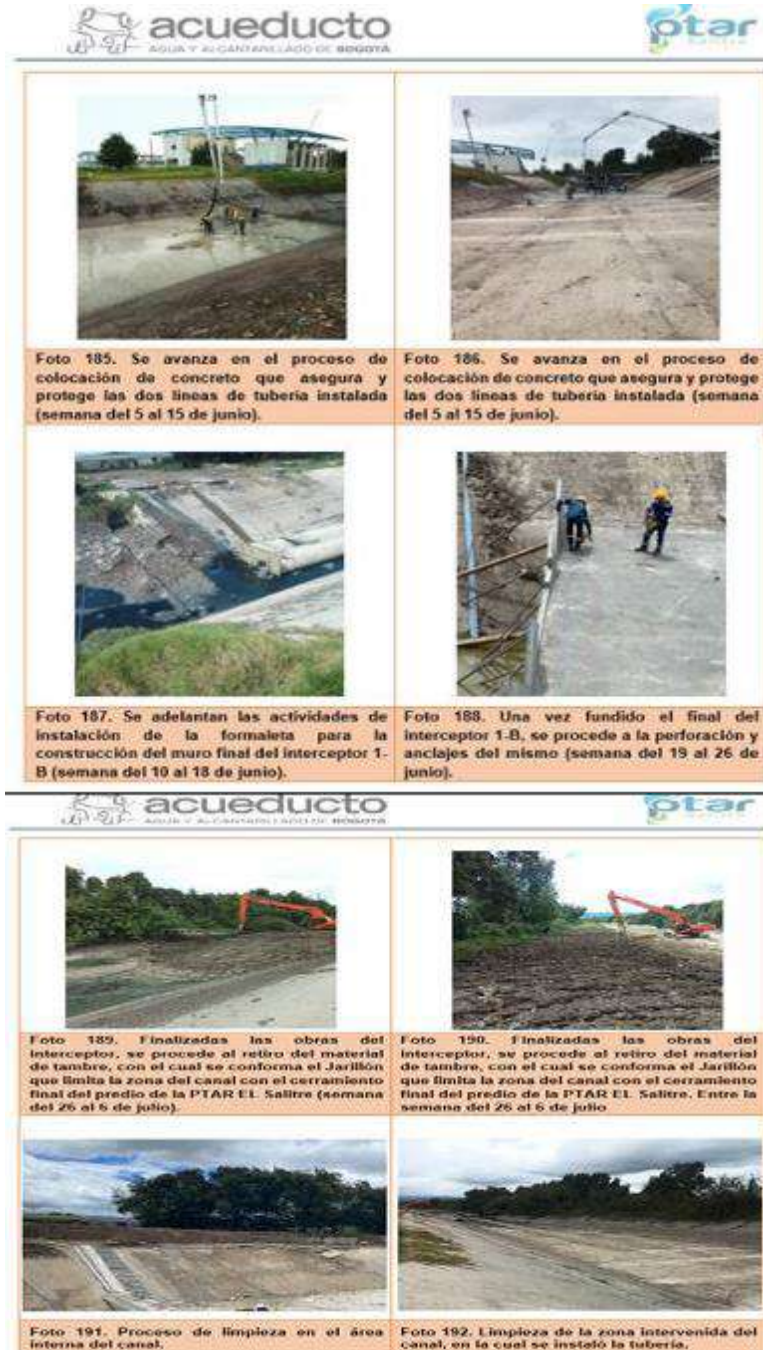 acueducto
AGUA Y ALCANTARILLADO DE BOGOTÁ
ptar
Foto 185. Se avanza en el proceso de
colocación de concreto que asegura y
protege las dos líneas de tubería instalada
(semana del 5 al 15 de junio).
Foto 186. Se avanza en el proceso de
colocación de concreto que asegura y protege
las dos líneas de tubería instalada (semana
del 5 al 15 de junio).
Foto 187. Se adelantan las actividades de
instalación de la formaleta para la
construcción del muro final del interceptor 1-
B (semana del 10 al 18 de junio).
Foto 188. Una vez fundido el final del
interceptor 1-B, se procede a la perforación y
anclajes del mismo (semana del 19 al 26 de
junio).
acueducto
AGUA Y ALCANTARILLADO DE BOGOTÁ
ptar
Foto 189. Finalizadas las obras del
interceptor, se procede al retiro del material
de tambre, con el cual se conforma el Jarillón
que limita la zona del canal con el cerramiento
final del predio de la PTAR EL Salitre (semana
del 26 al 6 de julio).
Foto 190. Finalizadas las obras del
interceptor, se procede al retiro del material
de tambre, con el cual se conforma el Jarillón
que limita la zona del canal con el cerramiento
final del predio de la PTAR EL Salitre. Entre la
semana del 26 al 6 de julio
Foto 191. Proceso de limpieza en el área
interna del canal.
Foto 192. Limpieza de la zona intervenida del
canal, en la cual se instaló la tubería.